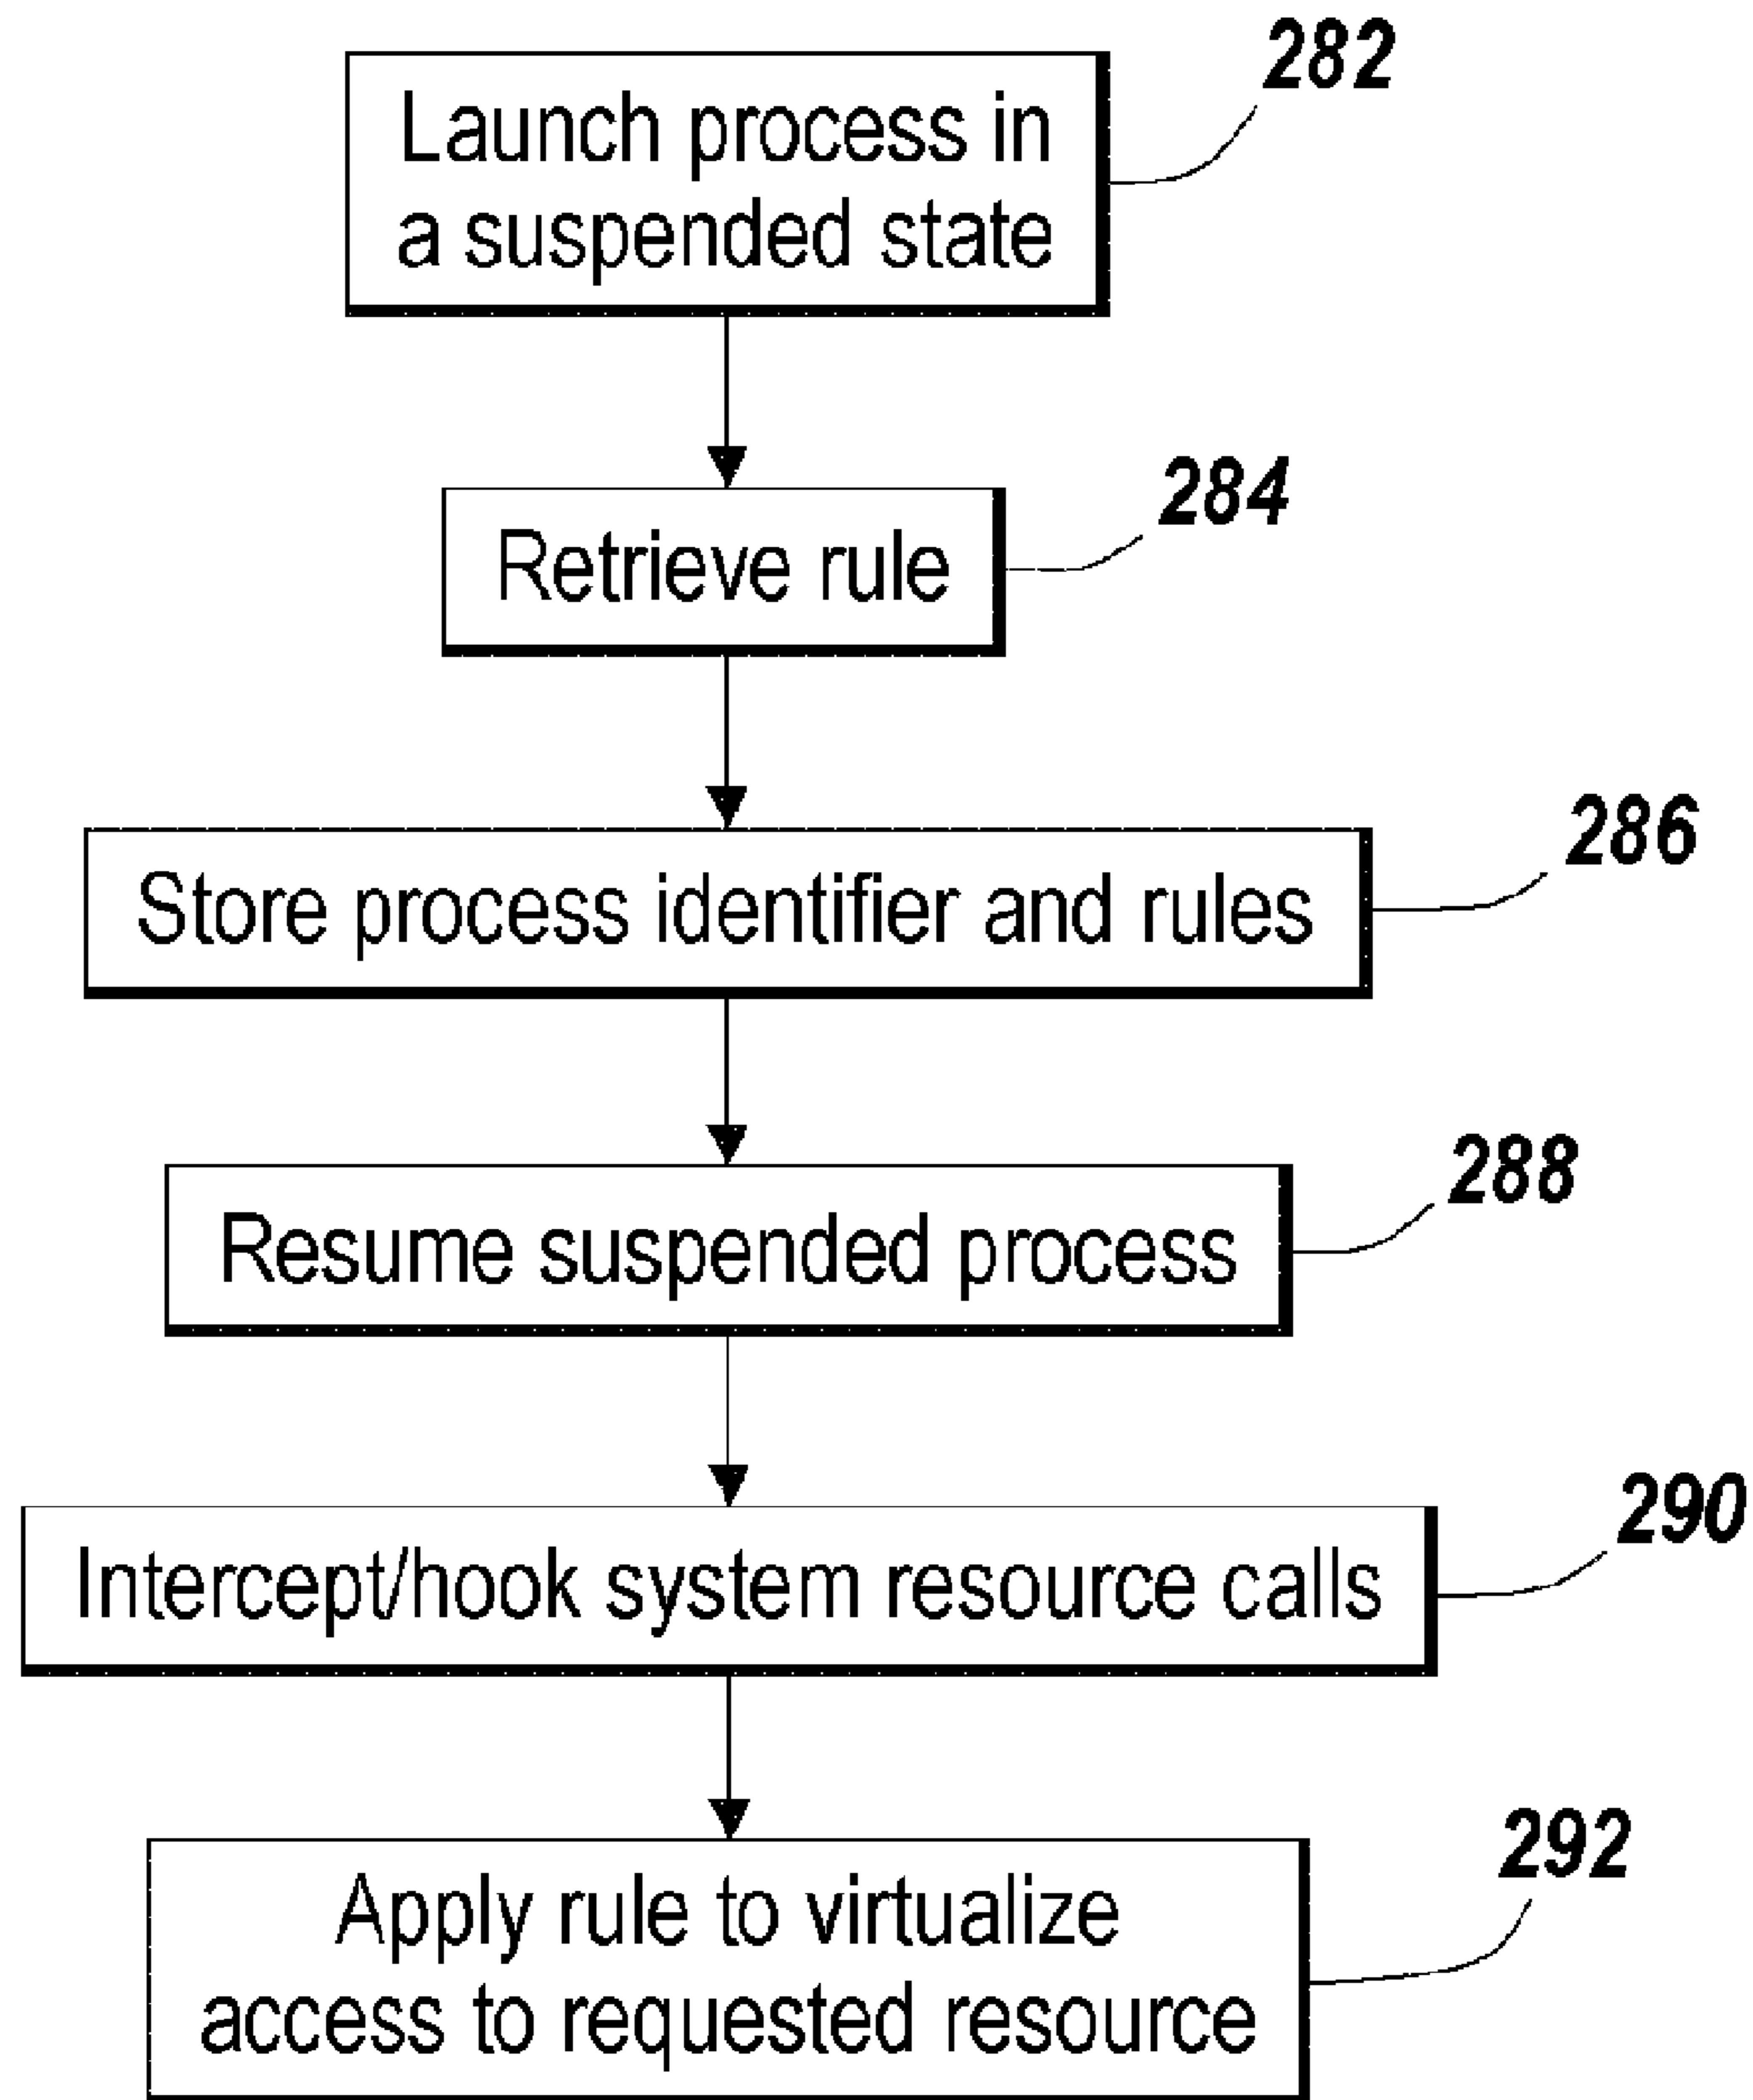 282
Launch process in
a suspended state
284
Retrieve rule
286
Store process identifier and rules
288
Resume suspended process
290
Intercept/hook system resource calls
292
Apply rule to virtualize
access to requested resource